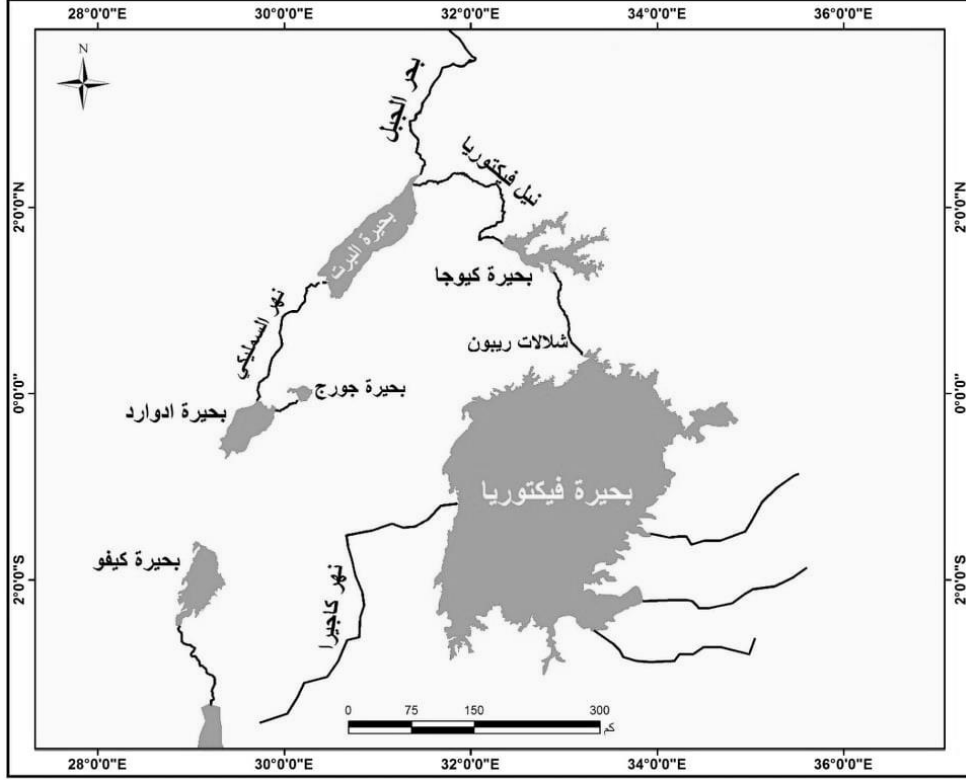 28°0'0"E 30°0'0"E 32°0'0"E 34°0'0"E 36°0'0"E
N
بحر الجبل
نيل فيكتوريا
2°0'0"N 2°0'0"N
بحيرة البرت
بحيرة كيوجا
نهر السمليكي
شلالات ريبون
بحيرة جورج
0°0'0" 0°0'0"
بحيرة ادوارد
بحيرة فيكتوريا
بحيرة كيفو
2°0'0"S 2°0'0"S
نهر كاجيرا
0 75 150 300
كم
28°0'0"E 30°0'0"E 32°0'0"E 34°0'0"E 36°0'0"E